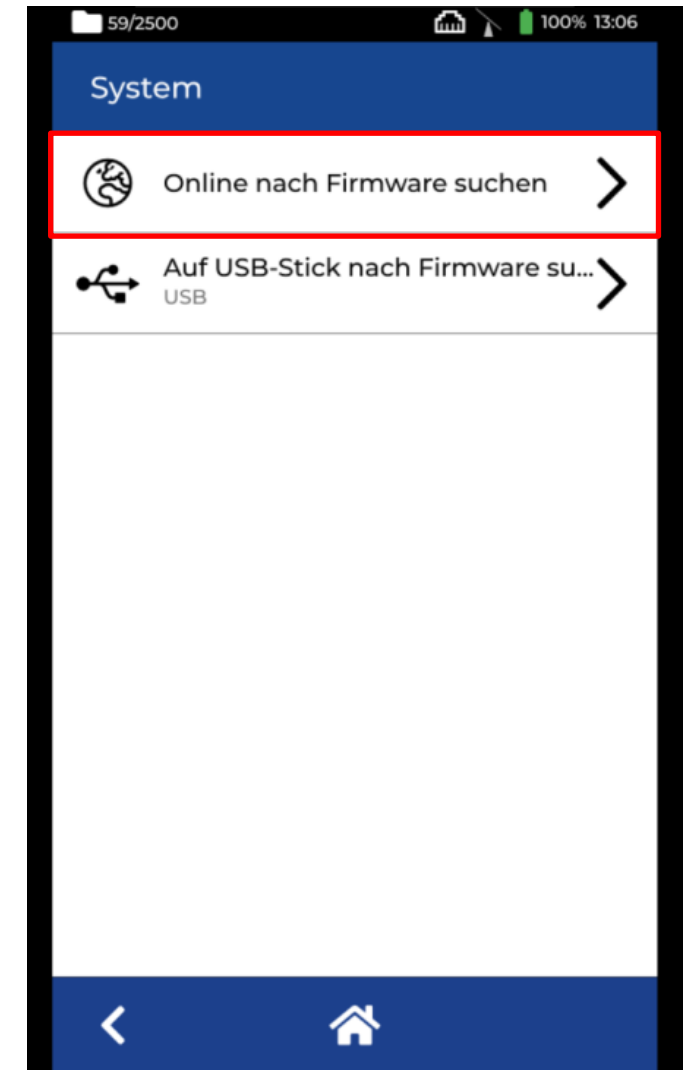 59/2500 100% 13:06
System
Online nach Firmware suchen
Auf USB-Stick nach Firmware su...
USB